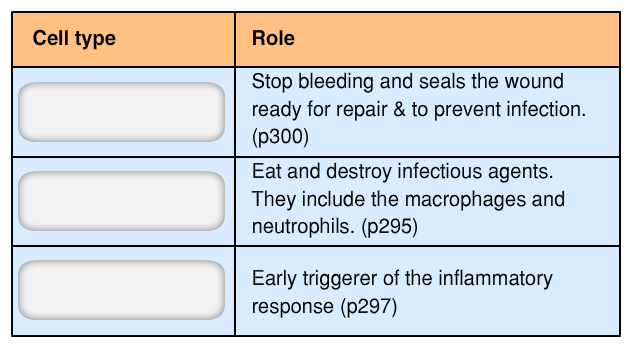 Cell type
Role
Stop bleeding and seals the wound
ready for repair & to prevent infection.
(p300)
Eat and destroy infectious agents.
They include the macrophages and
neutrophils. (p295)
Early triggerer of the inflammatory
response (p297)